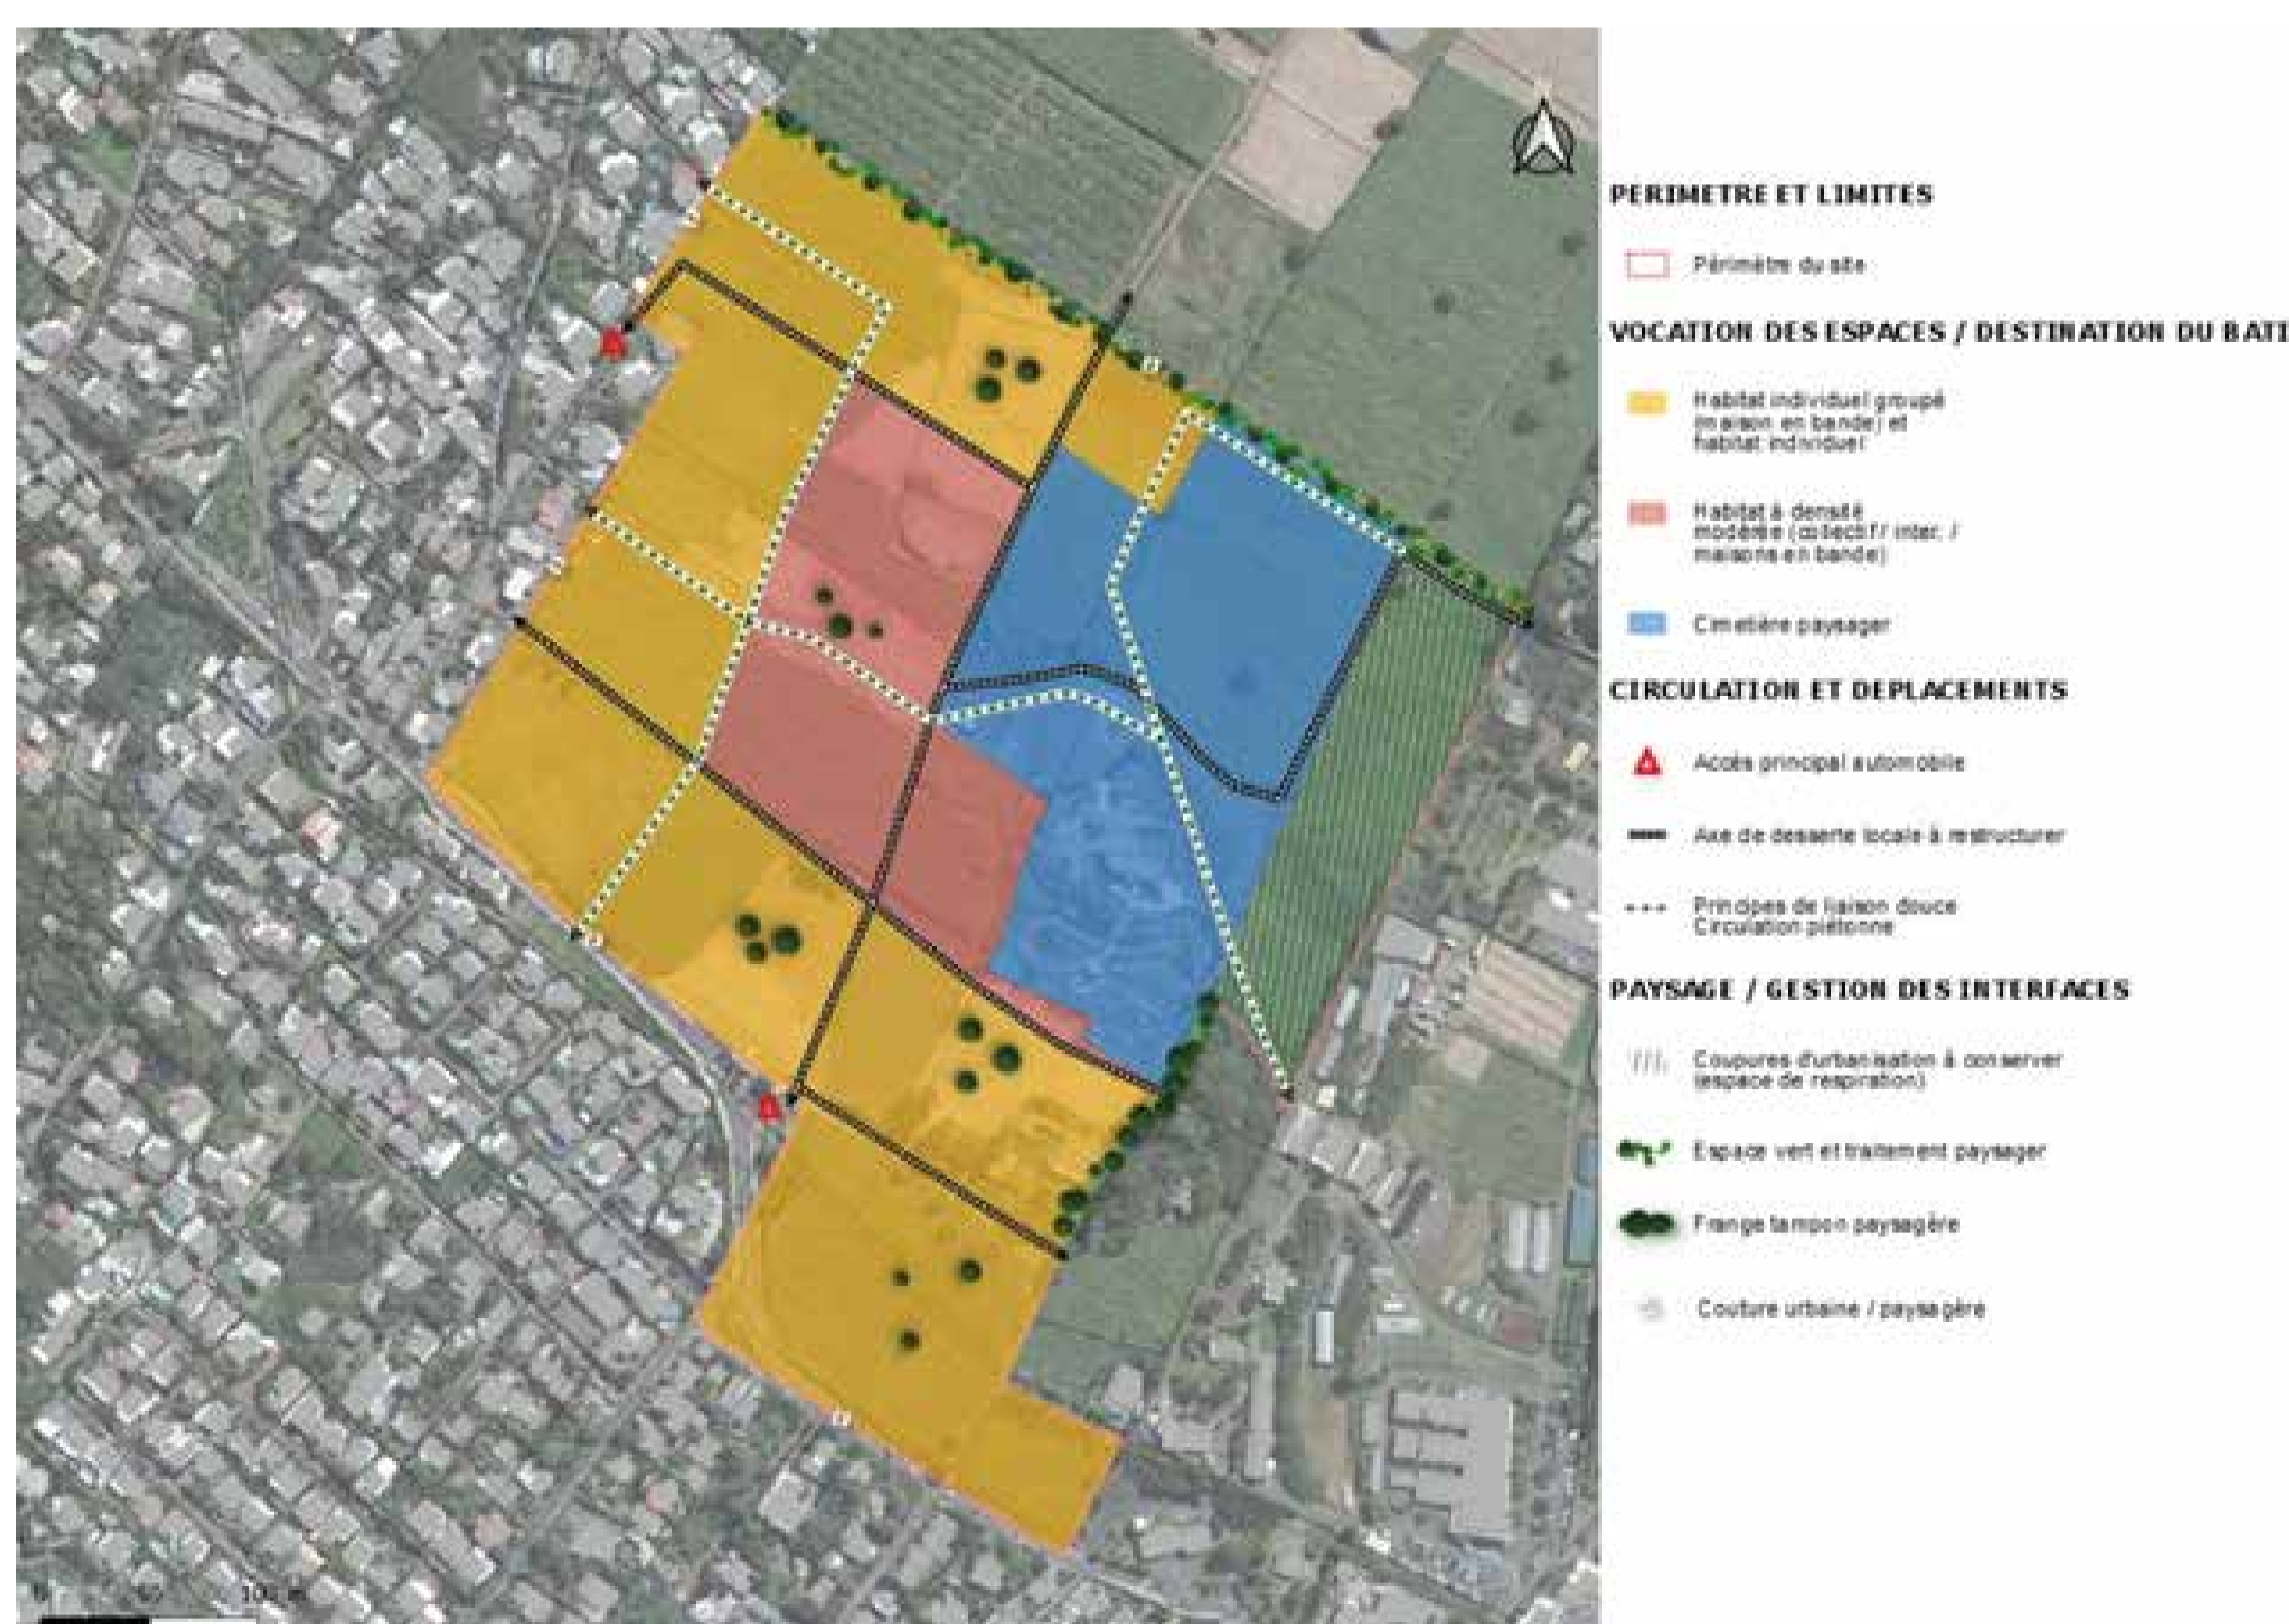 PERIMETRE ET LIMITES
Périmètre du site
VOCATION DES ESPACES / DESTINATION DU BATI
Habitat individuel groupé
(maison en bande) et
habitat individuel
Habitat à densité
modérée (collectif / inter. /
maisons en bande)
Cimetière paysager
CIRCULATION ET DEPLACEMENTS
Accès principal automobile
Axe de desserte locale à restructurer
Principes de liaison douce
Circulation piétonne
PAYSAGE / GESTION DES INTERFACES
Coupures d'urbanisation à conserver
(espace de respiration)
Espace vert et traitement paysager
Frange tampon paysagère
Couture urbaine / paysagère